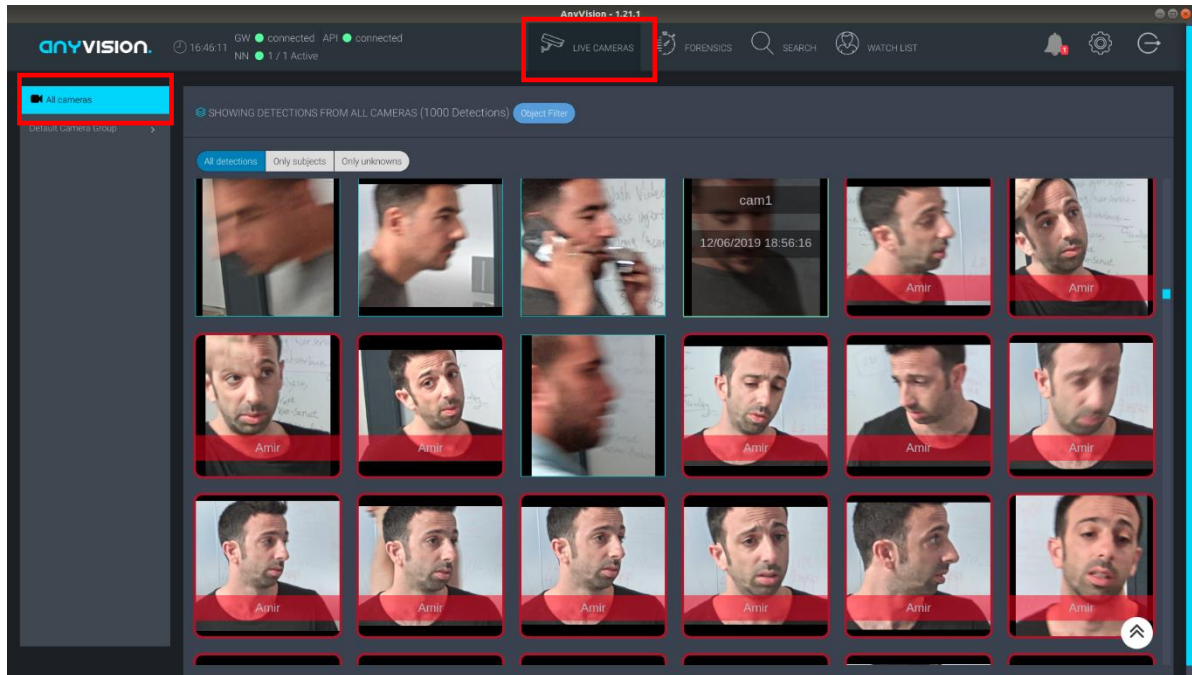 AnyVision - 1.21.1
anyvision.
16:46:11
GW connected API connected
NN 1 / 1 Active
LIVE CAMERAS
FORENSICS
SEARCH
WATCH LIST
1
All cameras
Default Camera Group
SHOWING DETECTIONS FROM ALL CAMERAS (1000 Detections) Object Filter
All detections Only subjects Only unknowns
cam1
12/06/2019 18:56:16
Amir Amir
Amir Amir Amir Amir Amir
Amir Amir Amir Amir Amir Amir